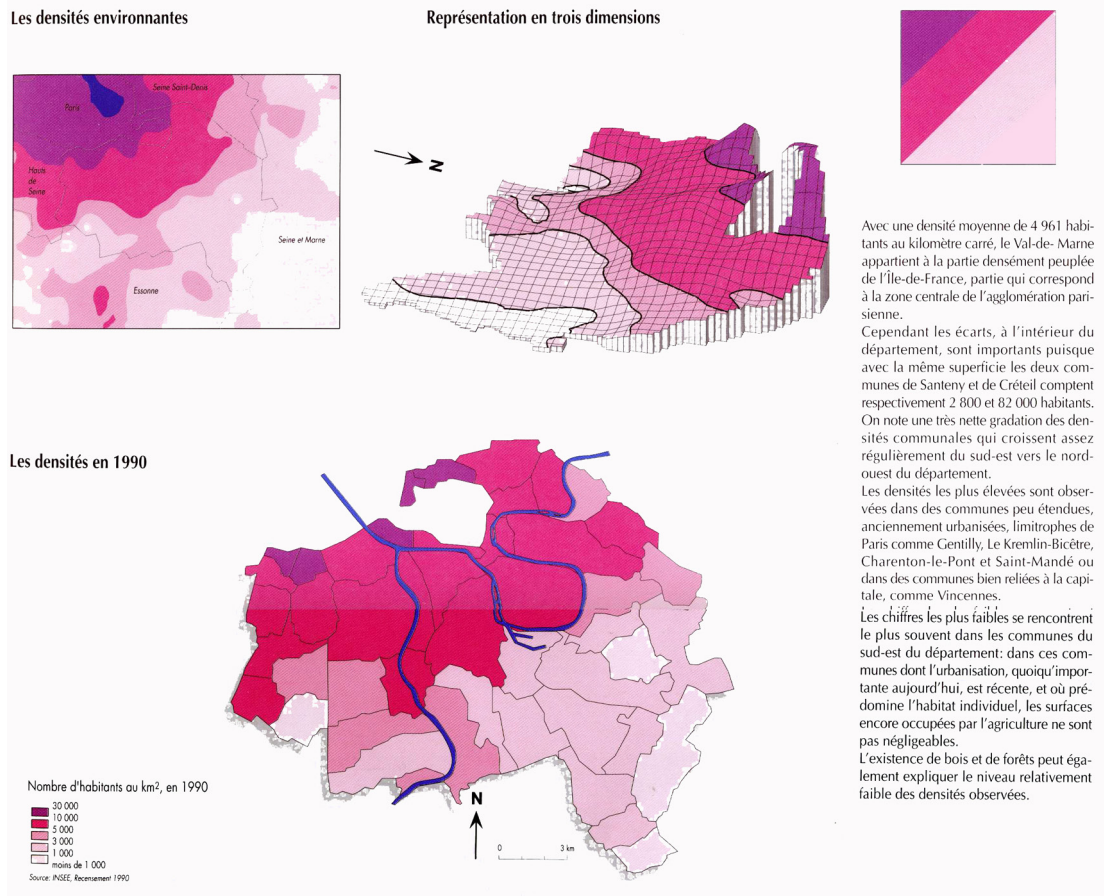 Les densités environnantes
Représentation en trois dimensions
Seine Saint-Denis
Paris
Hauts
de
Seine
Seine et Marne
Essonne
N
Avec une densité moyenne de 4 961 habi-
tants au kilomètre carré, le Val-de- Marne
appartient à la partie densément peuplée
de l'Île-de-France, partie qui correspond
à la zone centrale de l'agglomération pari-
sienne.
Cependant les écarts, à l'intérieur du
département, sont importants puisque
avec la même superficie les deux com-
munes de Santeny et de Créteil comptent
respectivement 2 800 et 82 000 habitants.
On note une très nette gradation des den-
sités communales qui croissent assez
régulièrement du sud-est vers le nord-
ouest du département.
Les densités les plus élevées sont obser-
vées dans des communes peu étendues,
anciennement urbanisées, limitrophes de
Paris comme Gentilly, Le Kremlin-Bicêtre,
Charenton-le-Pont et Saint-Mandé ou
dans des communes bien reliées à la capi-
tale, comme Vincennes.
Les chiffres les plus faibles se rencontrent
le plus souvent dans les communes du
sud-est du département: dans ces com-
munes dont l'urbanisation, quoiqu'impor-
tante aujourd'hui, est récente, et où pré-
domine l'habitat individuel, les surfaces
encore occupées par l'agriculture ne sont
pas négligeables.
L'existence de bois et de forêts peut éga-
lement expliquer le niveau relativement
faible des densités observées.
Les densités en 1990
Nombre d'habitants au km², en 1990
30 000
10 000
5 000
3 000
1 000
moins de 1 000
Source: INSEE, Recensement 1990
N
0 3 km